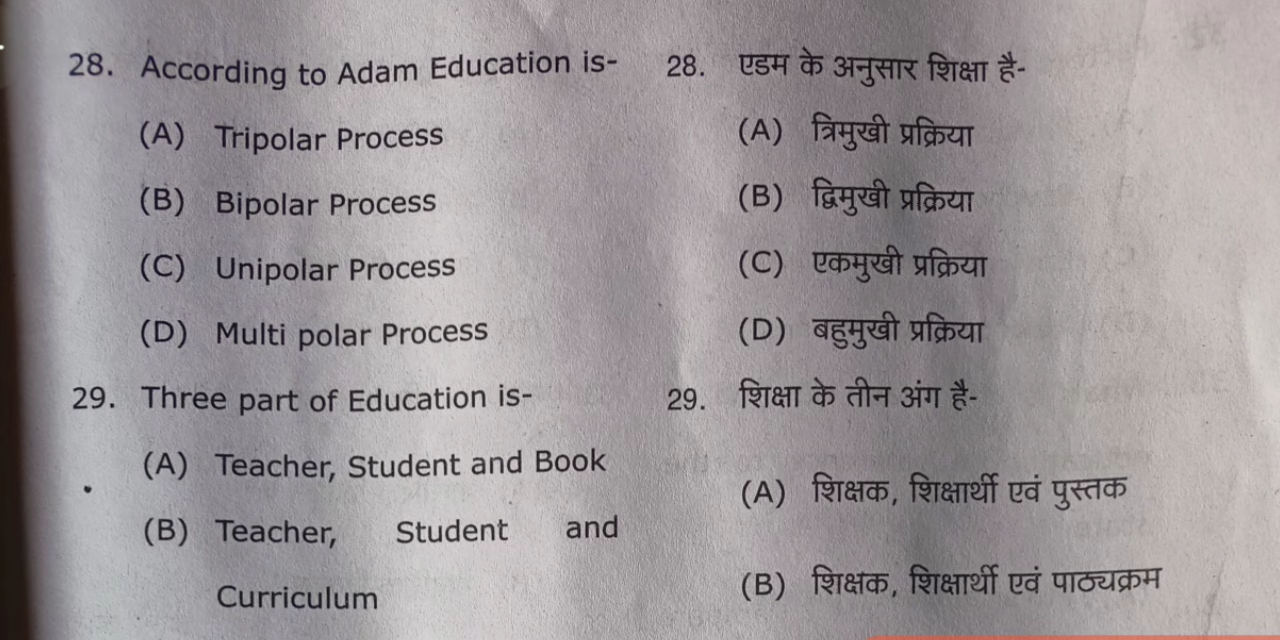 28. According to Adam Education is-
(A) Tripolar Process
(B) Bipolar Process
(C) Unipolar Process
(D) Multi polar Process
29. Three part of Education is-
(A) Teacher, Student and Book
(B) Teacher, Student and
Curriculum
28. एडम के अनुसार शिक्षा है-
(A) त्रिमुखी प्रक्रिया
(B) द्विमुखी प्रक्रिया
(C) एकमुखी प्रक्रिया
(D) बहुमुखी प्रक्रिया
29. शिक्षा के तीन अंग है-
(A) शिक्षक, शिक्षार्थी एवं पुस्तक
(B) शिक्षक, शिक्षार्थी एवं पाठ्यक्रम